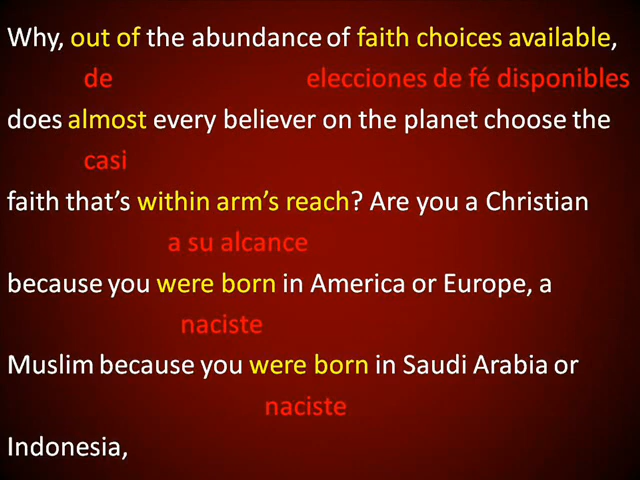 Why, out of the abundance of faith choices available,
de elecciones de fé disponibles
does almost every believer on the planet choose the
casi
faith that's within arm's reach? Are you a Christian
a su alcance
because you were born in America or Europe, a
naciste
Muslim because you were born in Saudi Arabia or
naciste
Indonesia,